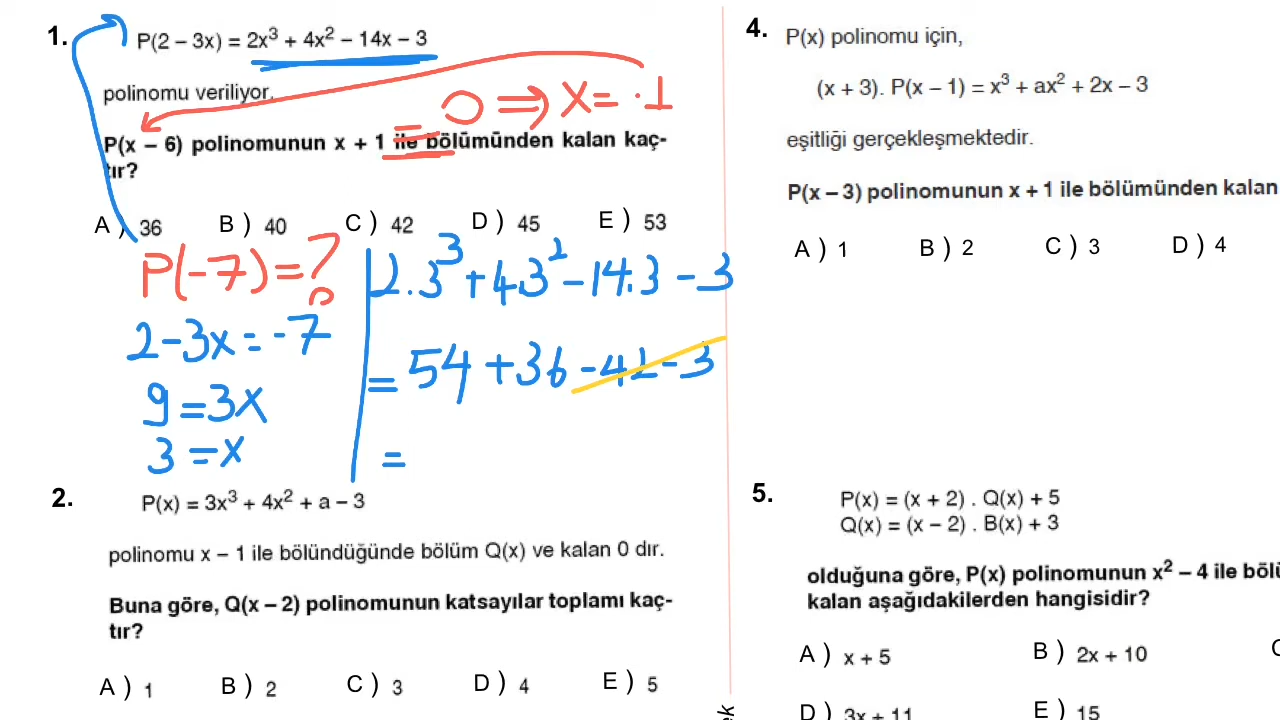 1.
P(2 – 3x) = 2x³ + 4x² – 14x – 3
polinomu veriliyor.
= 0 ⇒ x = -1
P(x – 6) polinomunun x + 1 ile bölümünden kalan kaç-
tır?
A) 36 B) 40 C) 42 D) 45 E) 53
P(-7) = ?
2 - 3x = -7
9 = 3x
3 = x
2.3³ + 4.3² - 14.3 - 3
= 54 + 36 - 42 - 3
=
2.
P(x) = 3x³ + 4x² + a – 3
polinomu x – 1 ile bölündüğünde bölüm Q(x) ve kalan 0 dır.
Buna göre, Q(x – 2) polinomunun katsayılar toplamı kaç-
tır?
A) 1 B) 2 C) 3 D) 4 E) 5
4.
P(x) polinomu için,
(x + 3). P(x – 1) = x³ + ax² + 2x – 3
eşitliği gerçekleşmektedir.
P(x – 3) polinomunun x + 1 ile bölümünden kalan
A) 1 B) 2 C) 3 D) 4
5.
P(x) = (x + 2) . Q(x) + 5
Q(x) = (x – 2) . B(x) + 3
olduğuna göre, P(x) polinomunun x² – 4 ile bölü
kalan aşağıdakilerden hangisidir?
A) x + 5 B) 2x + 10
D) 3x + 11 E) 15